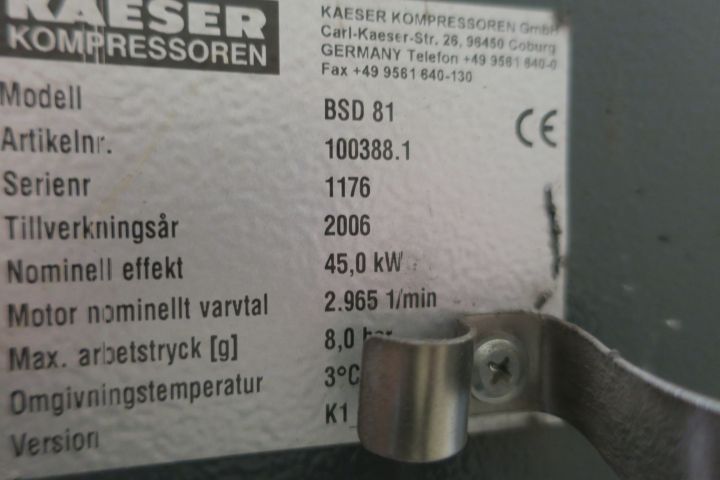 KAESER
KOMPRESSOREN
KAESER KOMPRESSOREN GmbH
Carl-Kaeser-Str. 26, 96450 Coburg
GERMANY Telefon +49 9561 640-0
Fax +49 9561 640-130
CE
Modell BSD 81
Artikelnr. 100388.1
Serienr 1176
Tillverkningsår 2006
Nominell effekt 45,0 kW
Motor nominellt varvtal 2.965 1/min
Max. arbetstryck [g] 8,0 bar
Omgivningstemperatur 3°C
Version K1